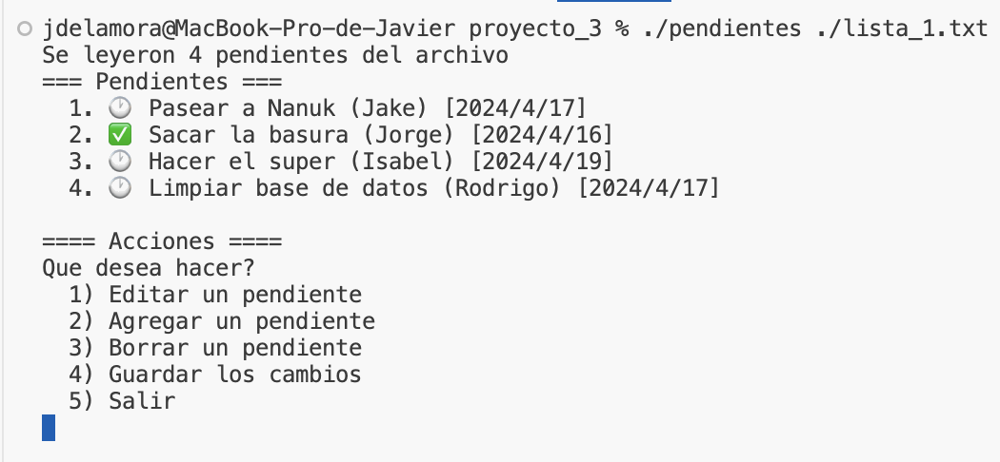 jdelamora@MacBook-Pro-de-Javier proyecto_3 % ./pendientes ./lista_1.txt
Se leyeron 4 pendientes del archivo
=== Pendientes ===
  1. 🕐 Pasear a Nanuk (Jake) [2024/4/17]
  2. ✅ Sacar la basura (Jorge) [2024/4/16]
  3. 🕐 Hacer el super (Isabel) [2024/4/19]
  4. 🕐 Limpiar base de datos (Rodrigo) [2024/4/17]

==== Acciones ====
Que desea hacer?
  1) Editar un pendiente
  2) Agregar un pendiente
  3) Borrar un pendiente
  4) Guardar los cambios
  5) Salir